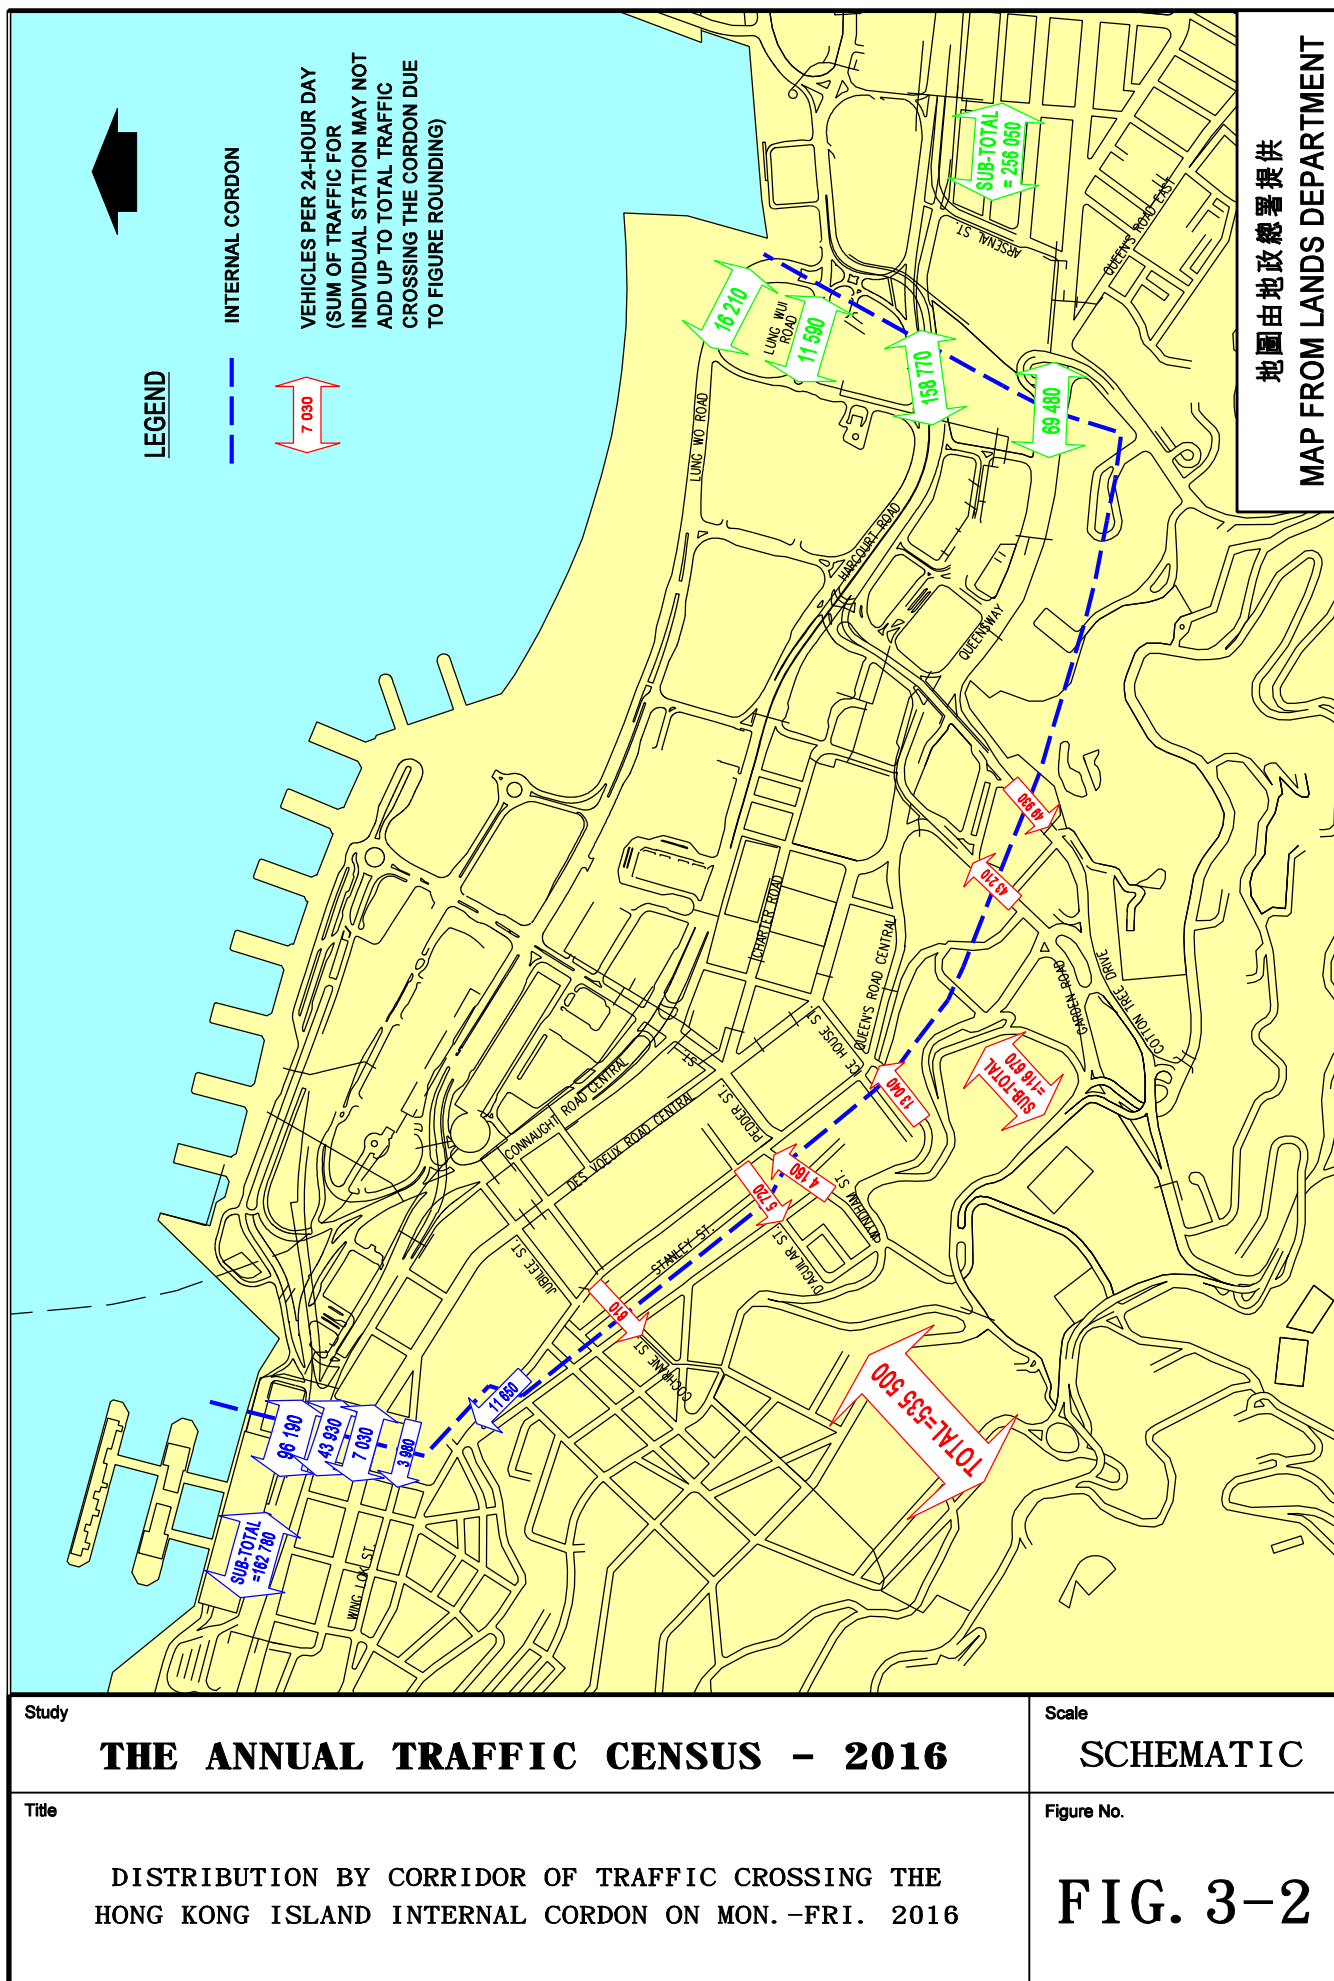 LEGEND
INTERNAL CORDON
7 030
VEHICLES PER 24-HOUR DAY
(SUM OF TRAFFIC FOR
INDIVIDUAL STATION MAY NOT
ADD UP TO TOTAL TRAFFIC
CROSSING THE CORDON DUE
TO FIGURE ROUNDING)
地圖由地政總署提供
MAP FROM LANDS DEPARTMENT
SUB-TOTAL
= 256 050
ARSENAL ST.
QUEEN'S ROAD EAST
16 210
LUNG WUI
ROAD
11 590
158 770
69 480
LUNG WO ROAD
HARCOURT ROAD
QUEENSWAY
49 930
43 210
CHARTER ROAD
QUEEN'S ROAD CENTRAL
GARDEN ROAD
COTTON TREE DRIVE
ICE HOUSE ST.
SUB-TOTAL
=116 670
13 040
CONNAUGHT ROAD CENTRAL
DES VOEUX ROAD CENTRAL
ST
PEDDER ST.
4 160
5 720
WYNDHAM ST.
D'AGUILAR ST.
STANLEY ST.
JUBILEE ST.
610
COCHRANE ST.
11 650
TOTAL=535 500
96 190
43 930
7 030
3 980
SUB-TOTAL
=162 780
WING LOK ST.
Study
THE ANNUAL TRAFFIC CENSUS - 2016
Scale
SCHEMATIC
Title
DISTRIBUTION BY CORRIDOR OF TRAFFIC CROSSING THE
HONG KONG ISLAND INTERNAL CORDON ON MON.-FRI. 2016
Figure No.
FIG. 3-2